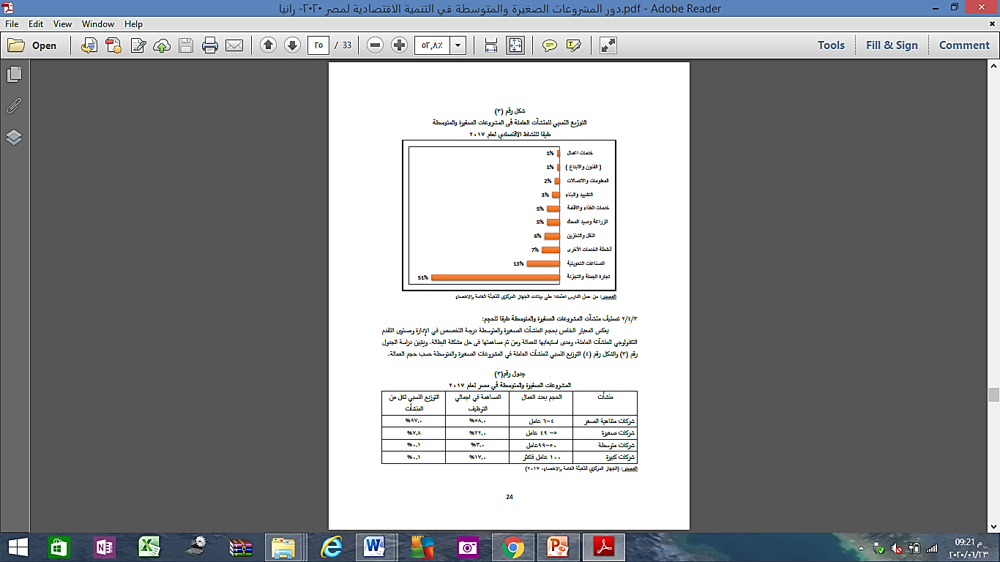 دور المشروعات الصغيرة والمتوسطة في التنمية الاقتصادية لمصر ٢٠٢٠- رانيا.pdf - Adobe Reader
File Edit View Window Help
Open ٢٥ / 33 ٥٢,٨٪ Tools Fill & Sign Comment
شكل رقم (٣)
التوزيع النسبي للمنشآت العاملة فى المشروعات الصغيرة والمتوسطة
طبقا للنشاط الاقتصادي لعام ٢٠١٧
خدمات اعمال 1%
( الفنون والابداع ) 1%
المعلومات والاتصالات 2%
التشييد والبناء 3%
خدمات الغذاء والاقامة 5%
الزراعة وصيد السمك 5%
النقل والتخزين 6%
أنشطة الخدمات الأخرى 7%
الصناعات التحويلية 13%
تجارة الجملة والتجزئة 51%
المصدر: من عمل الدارس اعتمادا على بيانات الجهاز المركزى للتعبئة العامة والاحصاء
٢/٤/٣ تصنيف منشآت المشروعات الصغيرة والمتوسطة طبقا للحجم:
يعكس المعيار الخاص بحجم المنشآت الصغيرة والمتوسطة درجة التخصص في الإدارة ومستوى التقدم
التكنولوجي للمنشآت العاملة، ومدى استيعابها للعمالة ومن ثم مساهمتها فى حل مشكلة البطالة. ويتبين دراسة الجدول
رقم (٣) والشكل رقم (٤) التوزيع النسبي للمنشآت العاملة في المشروعات الصغيرة والمتوسطة حسب حجم العمالة.
جدول رقم(٣)
المشروعات الصغيرة والمتوسطة في مصر لعام ٢٠١٧
منشآت الحجم بعدد العمال المساهمة في اجمالي التوظيف التوزيع النسبي لكل من المنشآت
شركات متناهية الصغر ٤-٦ عامل ٥٨,٠% ٩٧,٠%
شركات صغيرة ٥- ٤٩ عامل ٢٢,٠% ٧,٨%
شركات متوسطة ٥٠-٩٩عامل ٣,٠% ٠,١%
شركات كبيرة ١٠٠ عامل فاكثر ١٧,٠% ٠,١%
المصدر: (الجهاز المركزي للتعبئة العامة والاحصاء، ٢٠١٧)
24
09:21 م
٢٠٢٠/٠٦/٢٣